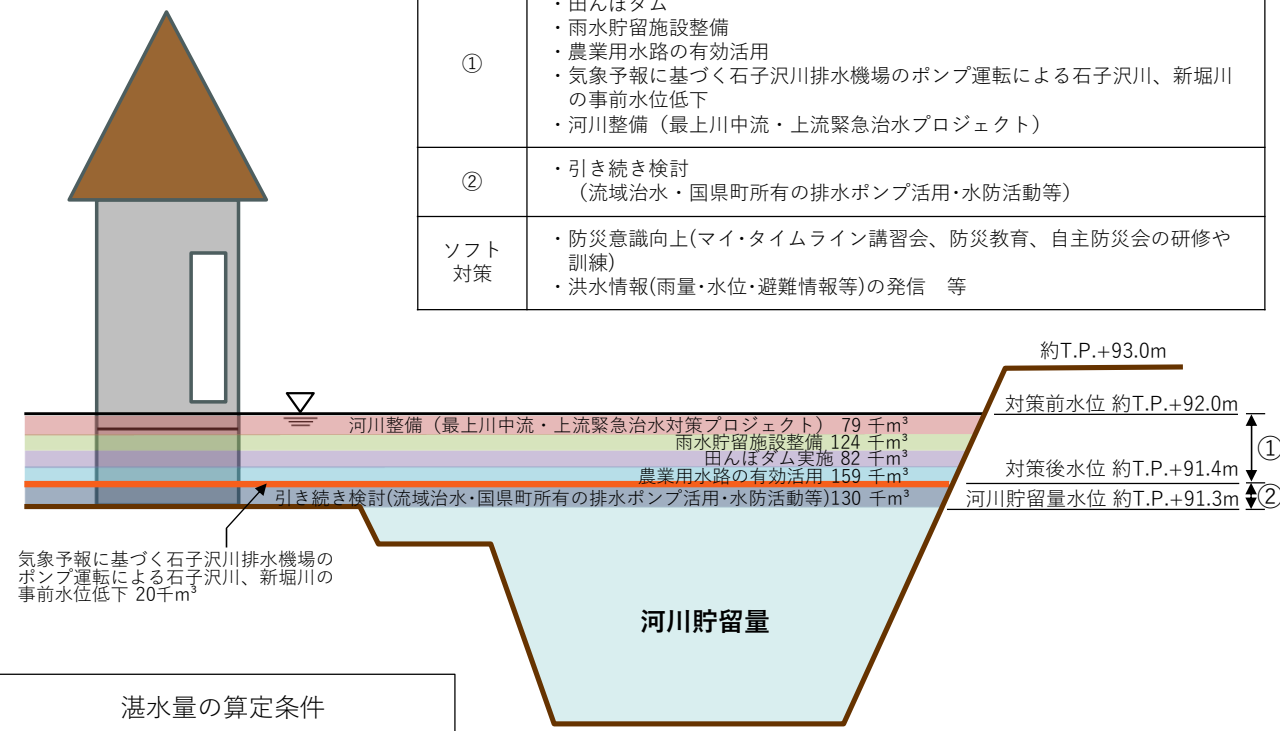 ・田んぼダム
・雨水貯留施設整備
①
・農業用水路の有効活用
・気象予報に基づく石子沢川排水機場のポンプ運転による石子沢川、新堀川
の事前水位低下
・河川整備（最上川中流・上流緊急治水プロジェクト）
②
・引き続き検討
（流域治水・国県町所有の排水ポンプ活用・水防活動等）
ソフト
対策
・防災意識向上(マイ・タイムライン講習会、防災教育、自主防災会の研修や
訓練)
・洪水情報(雨量・水位・避難情報等)の発信　等
約T.P.+93.0m
対策前水位 約T.P.+92.0m
河川整備（最上川中流・上流緊急治水対策プロジェクト） 79 千m³
雨水貯留施設整備 124 千m³
田んぼダム実施 82 千m³
農業用水路の有効活用 159 千m³
①
対策後水位 約T.P.+91.4m
引き続き検討(流域治水・国県町所有の排水ポンプ活用・水防活動等)130 千m³
河川貯留量水位 約T.P.+91.3m
②
気象予報に基づく石子沢川排水機場の
ポンプ運転による石子沢川、新堀川の
事前水位低下 20千m³
河川貯留量
湛水量の算定条件